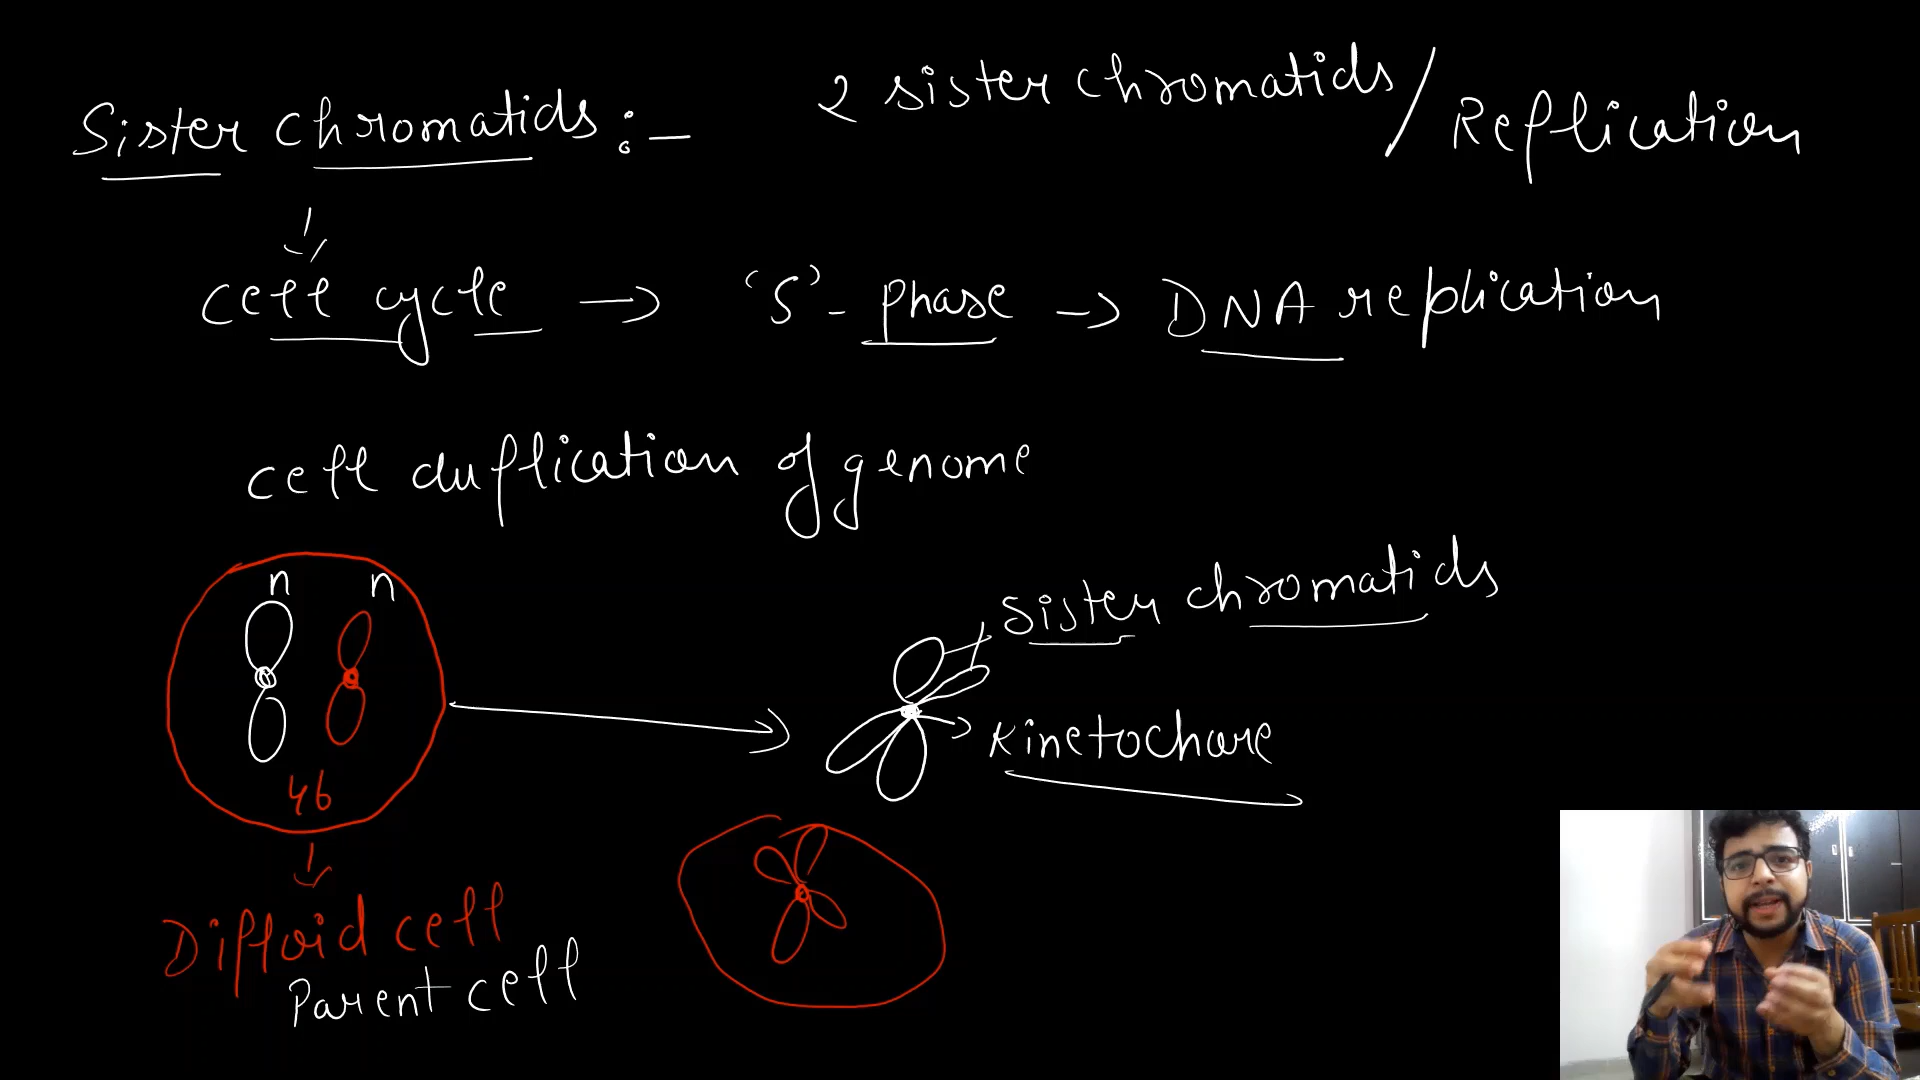 Sister chromatids :-
2 sister chromatids / Replication
cell cycle → 'S' - phase → DNA replication
cell duplication of genome
n n
46
Diploid cell
Parent cell
Sister chromatids
Kinetochore